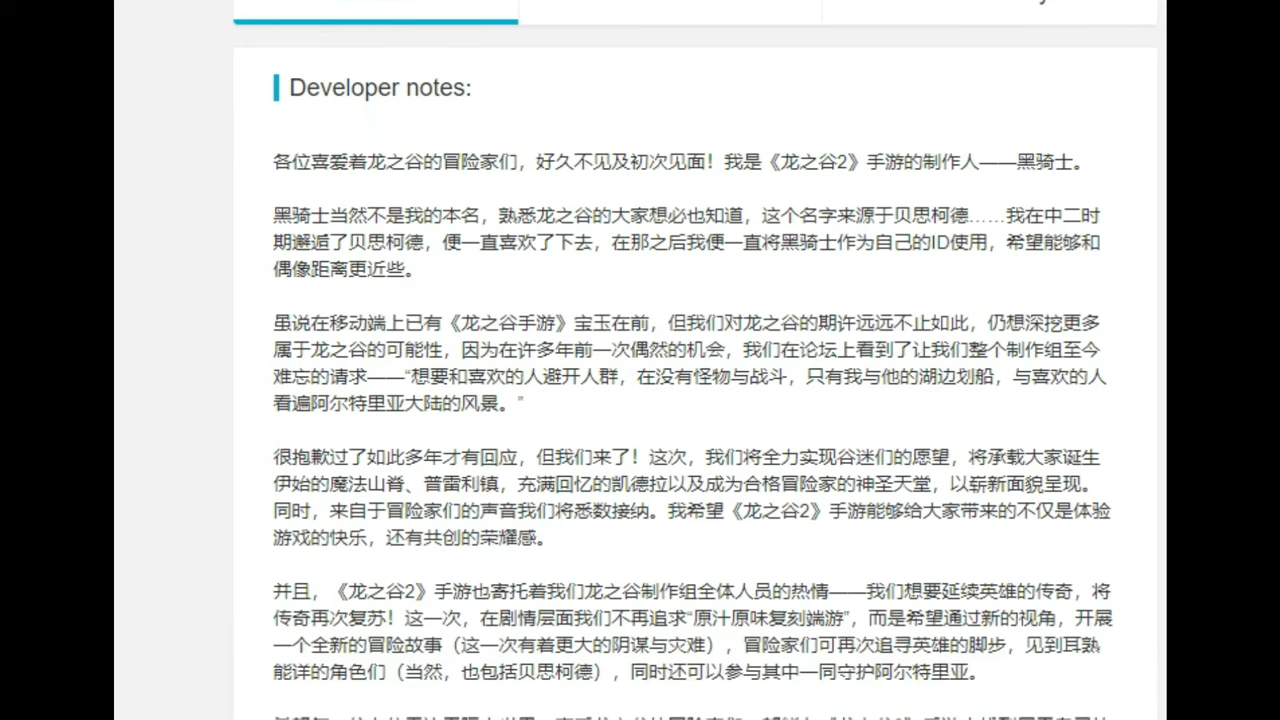 Developer notes:
各位喜爱着龙之谷的冒险家们，好久不见及初次见面！我是《龙之谷2》手游的制作人——黑骑士。
黑骑士当然不是我的本名，熟悉龙之谷的大家想必也知道，这个名字来源于贝思柯德……我在中二时
期邂逅了贝思柯德，便一直喜欢了下去，在那之后我便一直将黑骑士作为自己的ID使用，希望能够和
偶像距离更近些。
虽说在移动端上已有《龙之谷手游》宝玉在前，但我们对龙之谷的期许远远不止如此，仍想深挖更多
属于龙之谷的可能性，因为在许多年前一次偶然的机会，我们在论坛上看到了让我们整个制作组至今
难忘的请求——“想要和喜欢的人避开人群，在没有怪物与战斗，只有我与他的湖边划船，与喜欢的人
看遍阿尔特里亚大陆的风景。”
很抱歉过了如此多年才有回应，但我们来了！这次，我们将全力实现谷迷们的愿望，将承载大家诞生
伊始的魔法山脊、普雷利镇，充满回忆的凯德拉以及成为合格冒险家的神圣天堂，以崭新面貌呈现。
同时，来自于冒险家们的声音我们将悉数接纳。我希望《龙之谷2》手游能够给大家带来的不仅是体验
游戏的快乐，还有共创的荣耀感。
并且，《龙之谷2》手游也寄托着我们龙之谷制作组全体人员的热情——我们想要延续英雄的传奇，将
传奇再次复苏！这一次，在剧情层面我们不再追求“原汁原味复刻端游”，而是希望通过新的视角，开展
一个全新的冒险故事（这一次有着更大的阴谋与灾难），冒险家们可再次追寻英雄的脚步，见到耳熟
能详的角色们（当然，也包括贝思柯德），同时还可以参与其中一同守护阿尔特里亚。